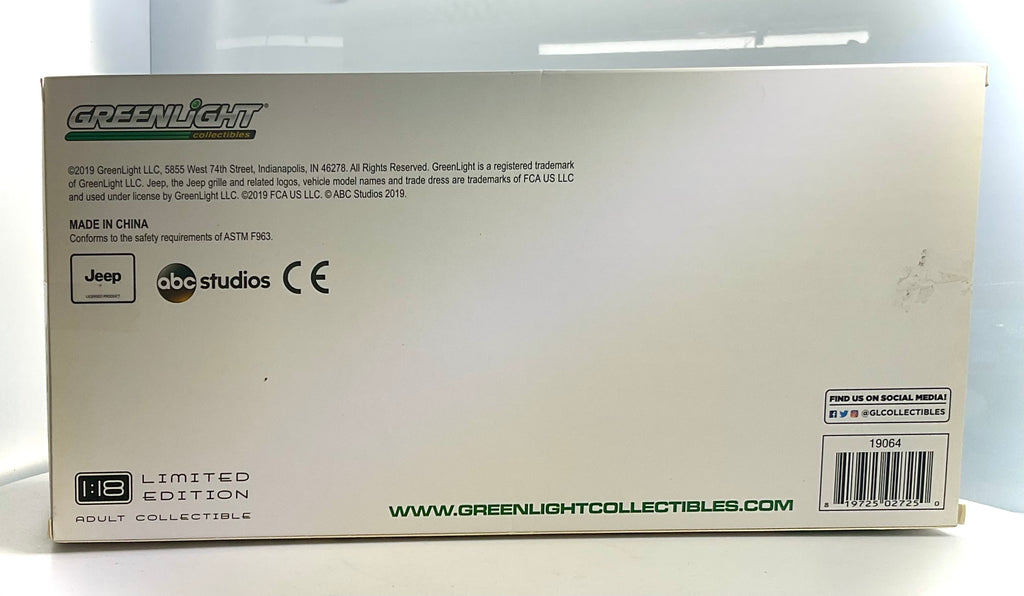 GREENLiGHT®
collectibles
©2019 GreenLight LLC, 5855 West 74th Street, Indianapolis, IN 46278. All Rights Reserved. GreenLight is a registered trademark
of GreenLight LLC. Jeep, the Jeep grille and related logos, vehicle model names and trade dress are trademarks of FCA US LLC
and used under license by GreenLight LLC. ©2019 FCA US LLC. © ABC Studios 2019.
MADE IN CHINA
Conforms to the safety requirements of ASTM F963.
Jeep
LICENSED PRODUCT
abc studios CE
FIND US ON SOCIAL MEDIA!
@GLCOLLECTIBLES
19064
8 19725 02725 0
1:18 LIMITED
EDITION
ADULT COLLECTIBLE
WWW.GREENLIGHTCOLLECTIBLES.COM